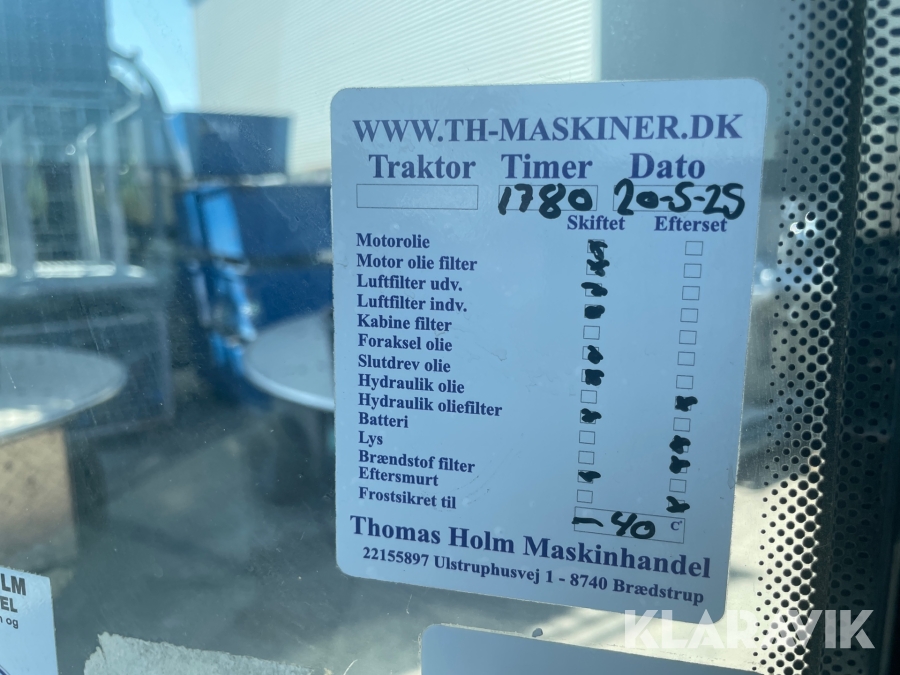 WWW.TH-MASKINER.DK
Traktor Timer Dato
1780 20-5-25
Skiftet Efterset
Motorolie
Motor olie filter
Luftfilter udv.
Luftfilter indv.
Kabine filter
Foraksel olie
Slutdrev olie
Hydraulik olie
Hydraulik oliefilter
Batteri
Lys
Brændstof filter
Eftersmurt
Frostsikret til
-40 C°
Thomas Holm Maskinhandel
22155897 Ulstruphusvej 1 - 8740 Brædstrup
LM
EL
n og
KLARAVIK